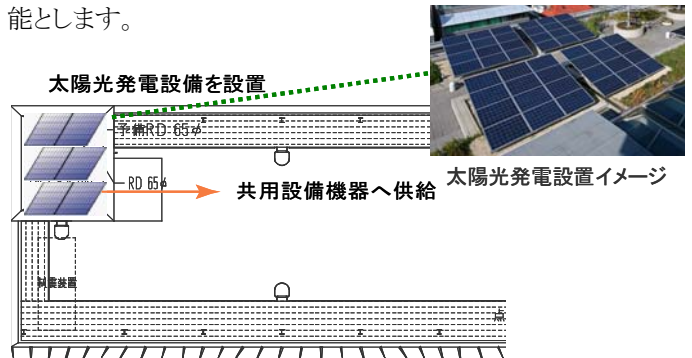 能とします。
太陽光発電設備を設置
予備RD 65φ
RD 65φ
共用設備機器へ供給
太陽光発電設置イメージ
制震装置
点